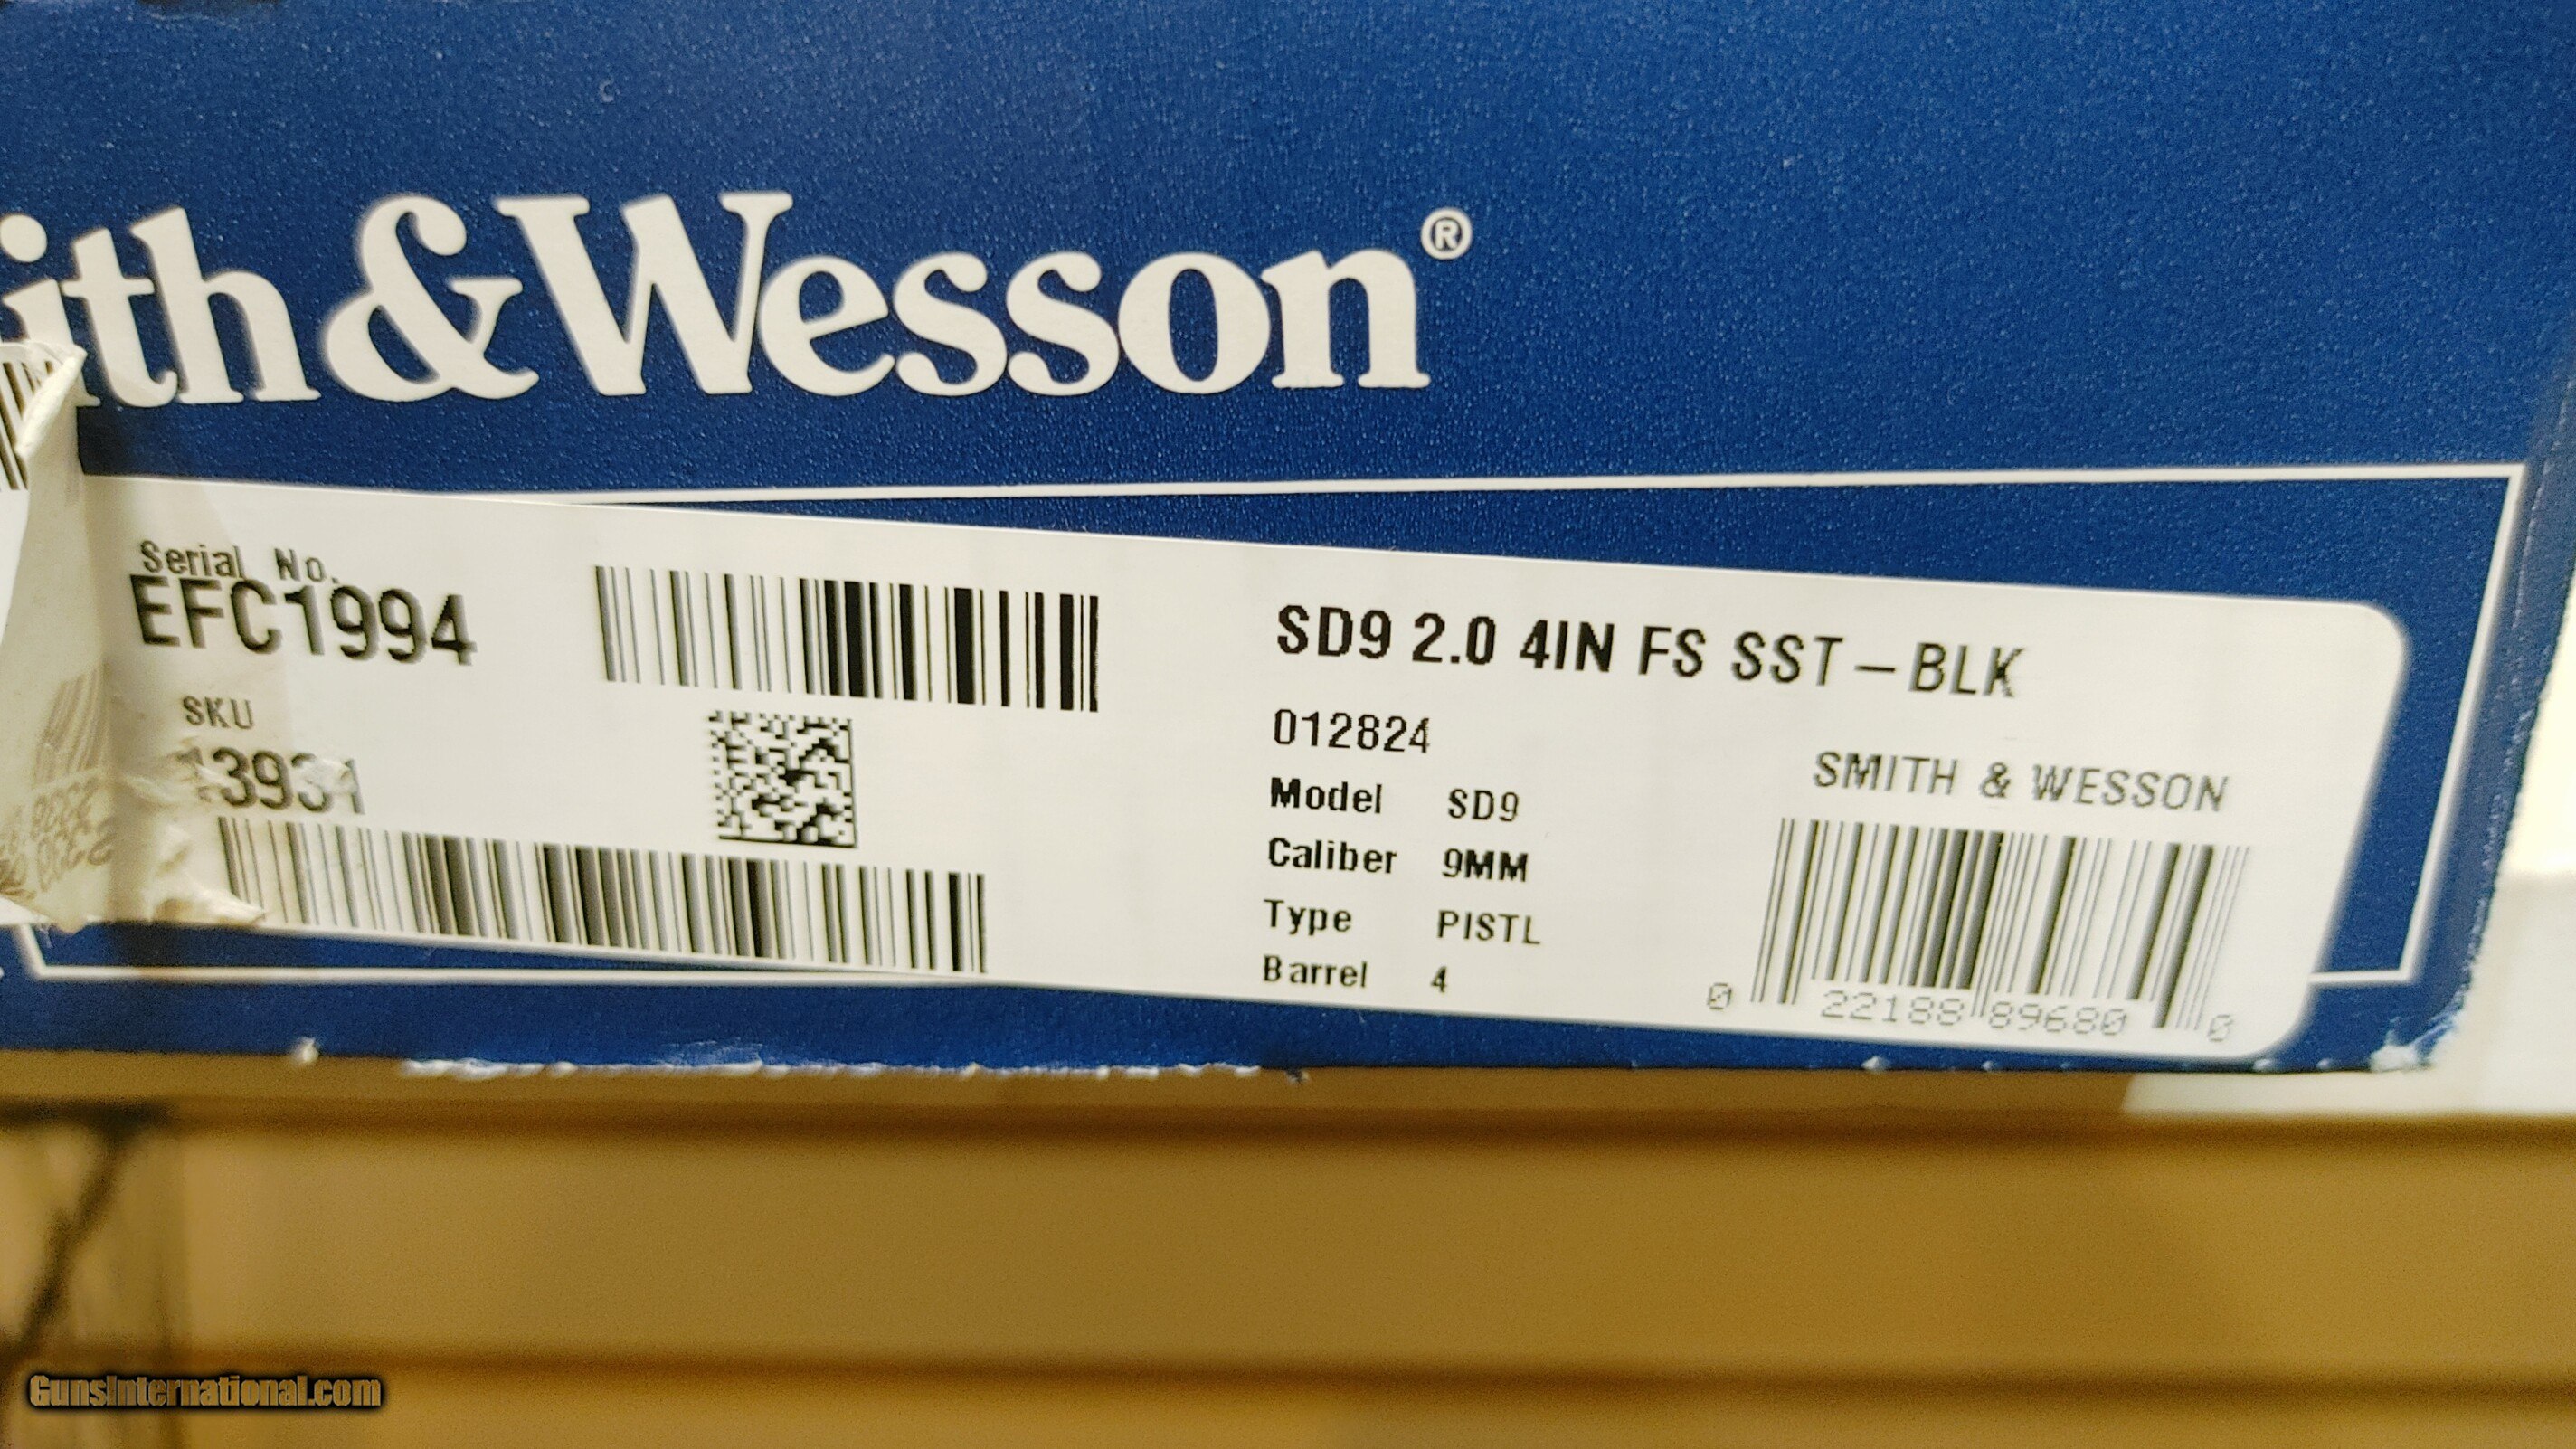 ith & Wesson®
Serial No.
EFC1994
SKU
13931
SD9 2.0 4IN FS SST – BLK
012824
Model SD9
Caliber 9MM
Type PISTL
Barrel 4
SMITH & WESSON
0 22188 89680 0
GunsInternational.com